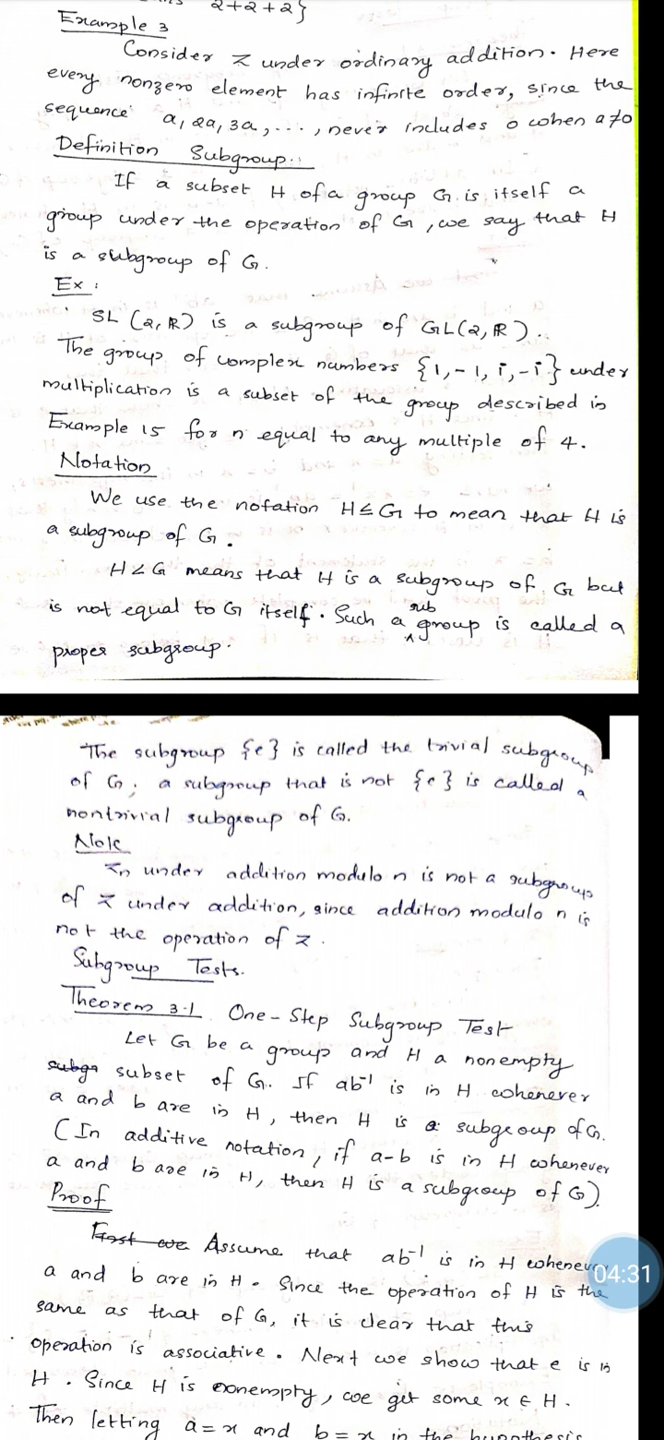 2+2+2}
Example 3
Consider Z under ordinary addition. Here
every nonzero element has infinite order, since the
sequence a, 2a, 3a, ..., never includes 0 when a≠0
Definition Subgroup.
If a subset H of a group G is itself a
group under the operation of G, we say that H
is a subgroup of G.
Ex:
SL (2, R) is a subgroup of GL(2, R).
The group of complex numbers {1, -1, i, -i} under
multiplication is a subset of the group described in
Example 15 for n equal to any multiple of 4.
Notation
We use the notation H≤G to mean that H is
a subgroup of G.
H<G means that H is a subgroup of G but
is not equal to G itself. Such a subgroup is called a
proper subgroup.
The subgroup {e} is called the trivial subgroup
of G; a subgroup that is not {e} is called a
nontrivial subgroup of G.
Note
Zn under addition modulo n is not a subgroup
of Z under addition, since addition modulo n is
not the operation of Z.
Subgroup Tests.
Theorem 3.1 One-Step Subgroup Test
Let G be a group and H a nonempty
subg subset of G. If ab⁻¹ is in H whenever
a and b are in H, then H is a subgroup of G.
(In additive notation, if a-b is in H whenever
a and b are in H, then H is a subgroup of G).
Proof
First we Assume that ab⁻¹ is in H whenever
04:31
a and b are in H. Since the operation of H is the
same as that of G, it is clear that this
operation is associative. Next we show that e is in
H. Since H is nonempty, we get some x ∈ H.
Then letting a=x and b=x in the hypothesis